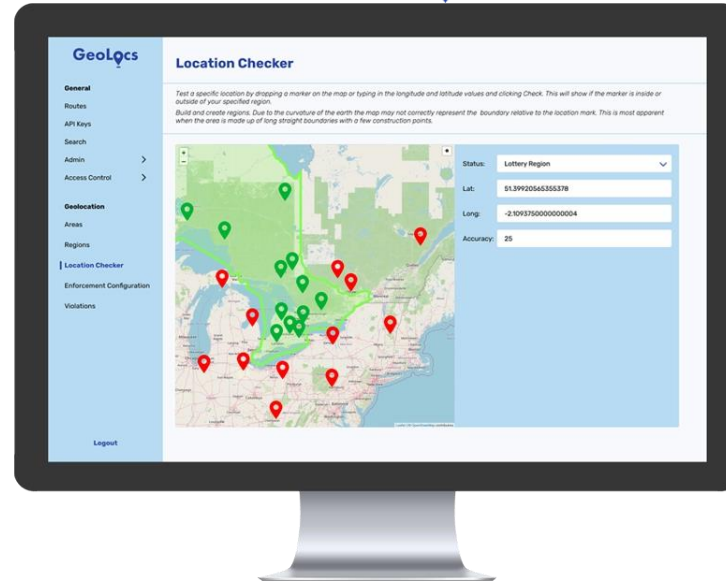 GeoLocs
General
Routes
API Keys
Search
Admin
Access Control
Geolocation
Areas
Regions
Location Checker
Enforcement Configuration
Violations
Logout
Location Checker
Test a specific location by dropping a marker on the map or typing in the longitude and latitude values and clicking Check. This will show if the marker is inside or
outside of your specified region.
Build and create regions. Due to the curvature of the earth the map may not correctly represent the boundary relative to the location mark. This is most apparent
when the area is made up of long straight boundaries with a few construction points.
+
-
Status: Lottery Region
Lat: 51.39920565355378
Long: -2.1093750000000004
Accuracy: 25